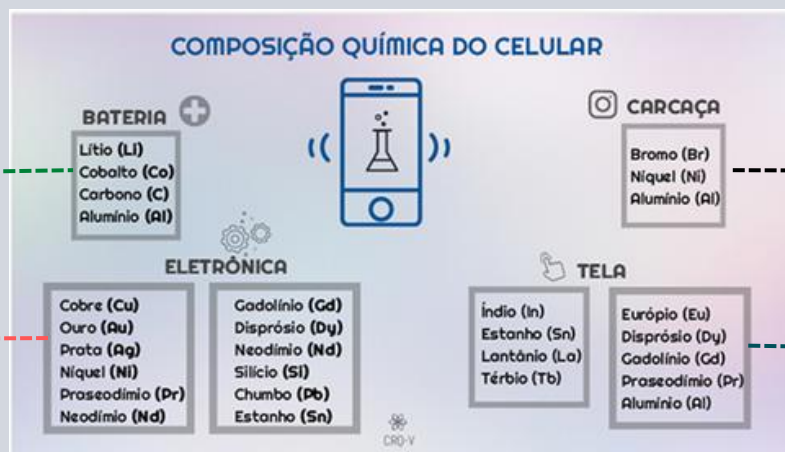 COMPOSIÇÃO QUÍMICA DO CELULAR
BATERIA
Lítio (Li)
Cobalto (Co)
Carbono (C)
Alumínio (Al)
CARCAÇA
Bromo (Br)
Níquel (Ni)
Alumínio (Al)
ELETRÔNICA
Cobre (Cu)
Ouro (Au)
Prata (Ag)
Níquel (Ni)
Praseodímio (Pr)
Neodímio (Nd)
Gadolínio (Gd)
Disprósio (Dy)
Neodímio (Nd)
Silício (Si)
Chumbo (Pb)
Estanho (Sn)
TELA
Índio (In)
Estanho (Sn)
Lantânio (La)
Térbio (Tb)
Európio (Eu)
Disprósio (Dy)
Gadolínio (Gd)
Praseodímio (Pr)
Alumínio (Al)
CRQ-V